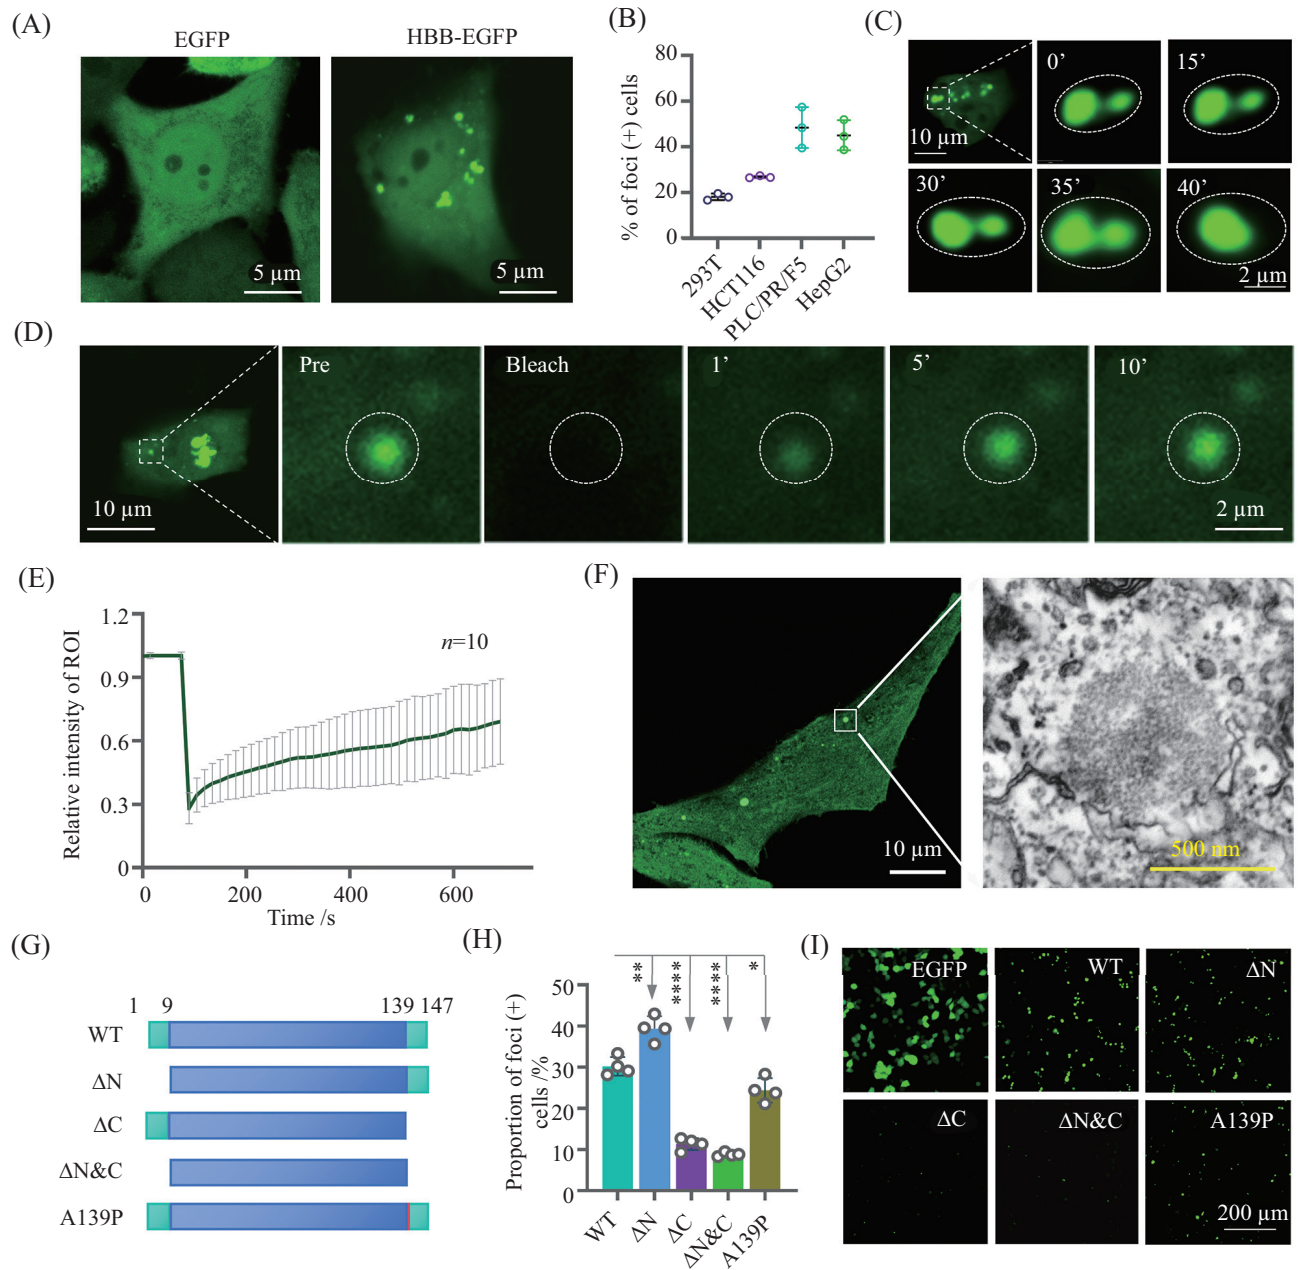 (A)
EGFP
HBB-EGFP
5 µm
5 µm
(B)
% of foci (+) cells
80
60
40
20
0
293T
HCT116
PLC/PR/F5
HepG2
(C)
10 µm
0’
15’
30’
35’
40’
2 µm
(D)
10 µm
Pre
Bleach
1’
5’
10’
2 µm
(E)
Relative intensity of ROI
1.2
0.9
0.6
0.3
0
n=10
0 200 400 600
Time /s
(F)
10 µm
500 nm
(G)
1 9 139 147
WT
ΔN
ΔC
ΔN&C
A139P
(H)
Proportion of foci (+)
cells /%
50
40
30
20
10
0
** **** **** *
WT
ΔN
ΔC
ΔN&C
A139P
(I)
EGFP
WT
ΔN
ΔC
ΔN&C
A139P
200 µm